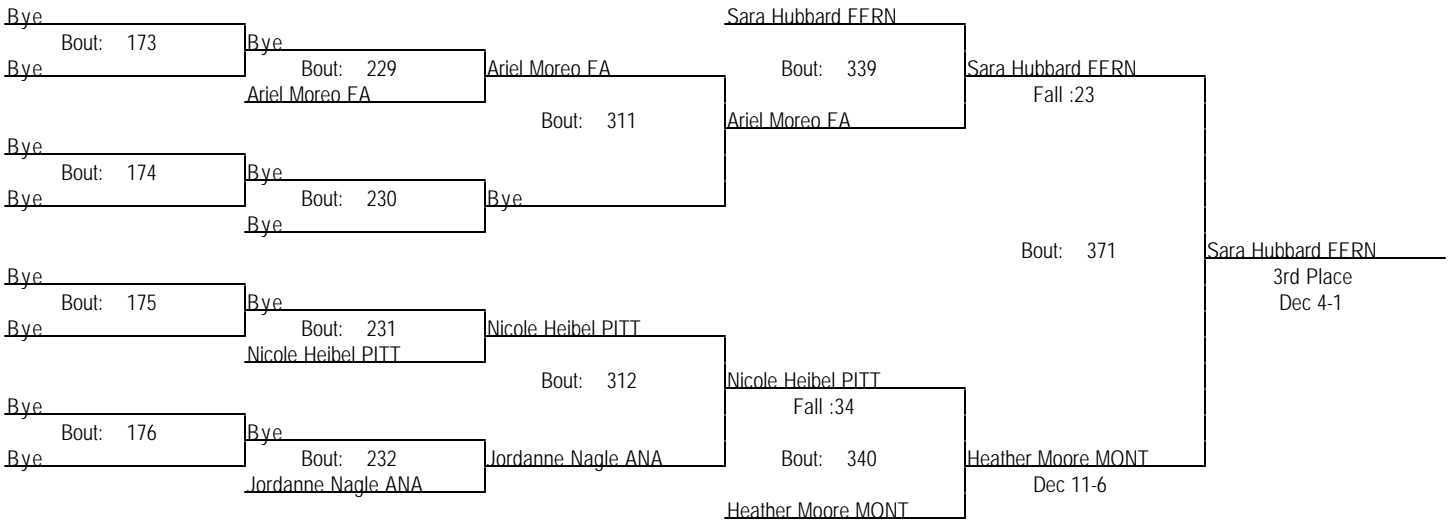 Bye
Sara Hubbard FERN
Bout: 173
Bye
Bye
Bout: 229
Ariel Moreo FA
Bout: 339
Sara Hubbard FERN
Ariel Moreo FA
Fall :23
Bout: 311
Ariel Moreo FA
Bye
Bout: 174
Bye
Bye
Bout: 230
Bye
Bye
Bout: 371
Sara Hubbard FERN
Bye
3rd Place
Bout: 175
Bye
Dec 4-1
Bye
Bout: 231
Nicole Heibel PITT
Nicole Heibel PITT
Bout: 312
Nicole Heibel PITT
Bye
Fall :34
Bout: 176
Bye
Bye
Bout: 232
Jordanne Nagle ANA
Bout: 340
Heather Moore MONT
Jordanne Nagle ANA
Dec 11-6
Heather Moore MONT